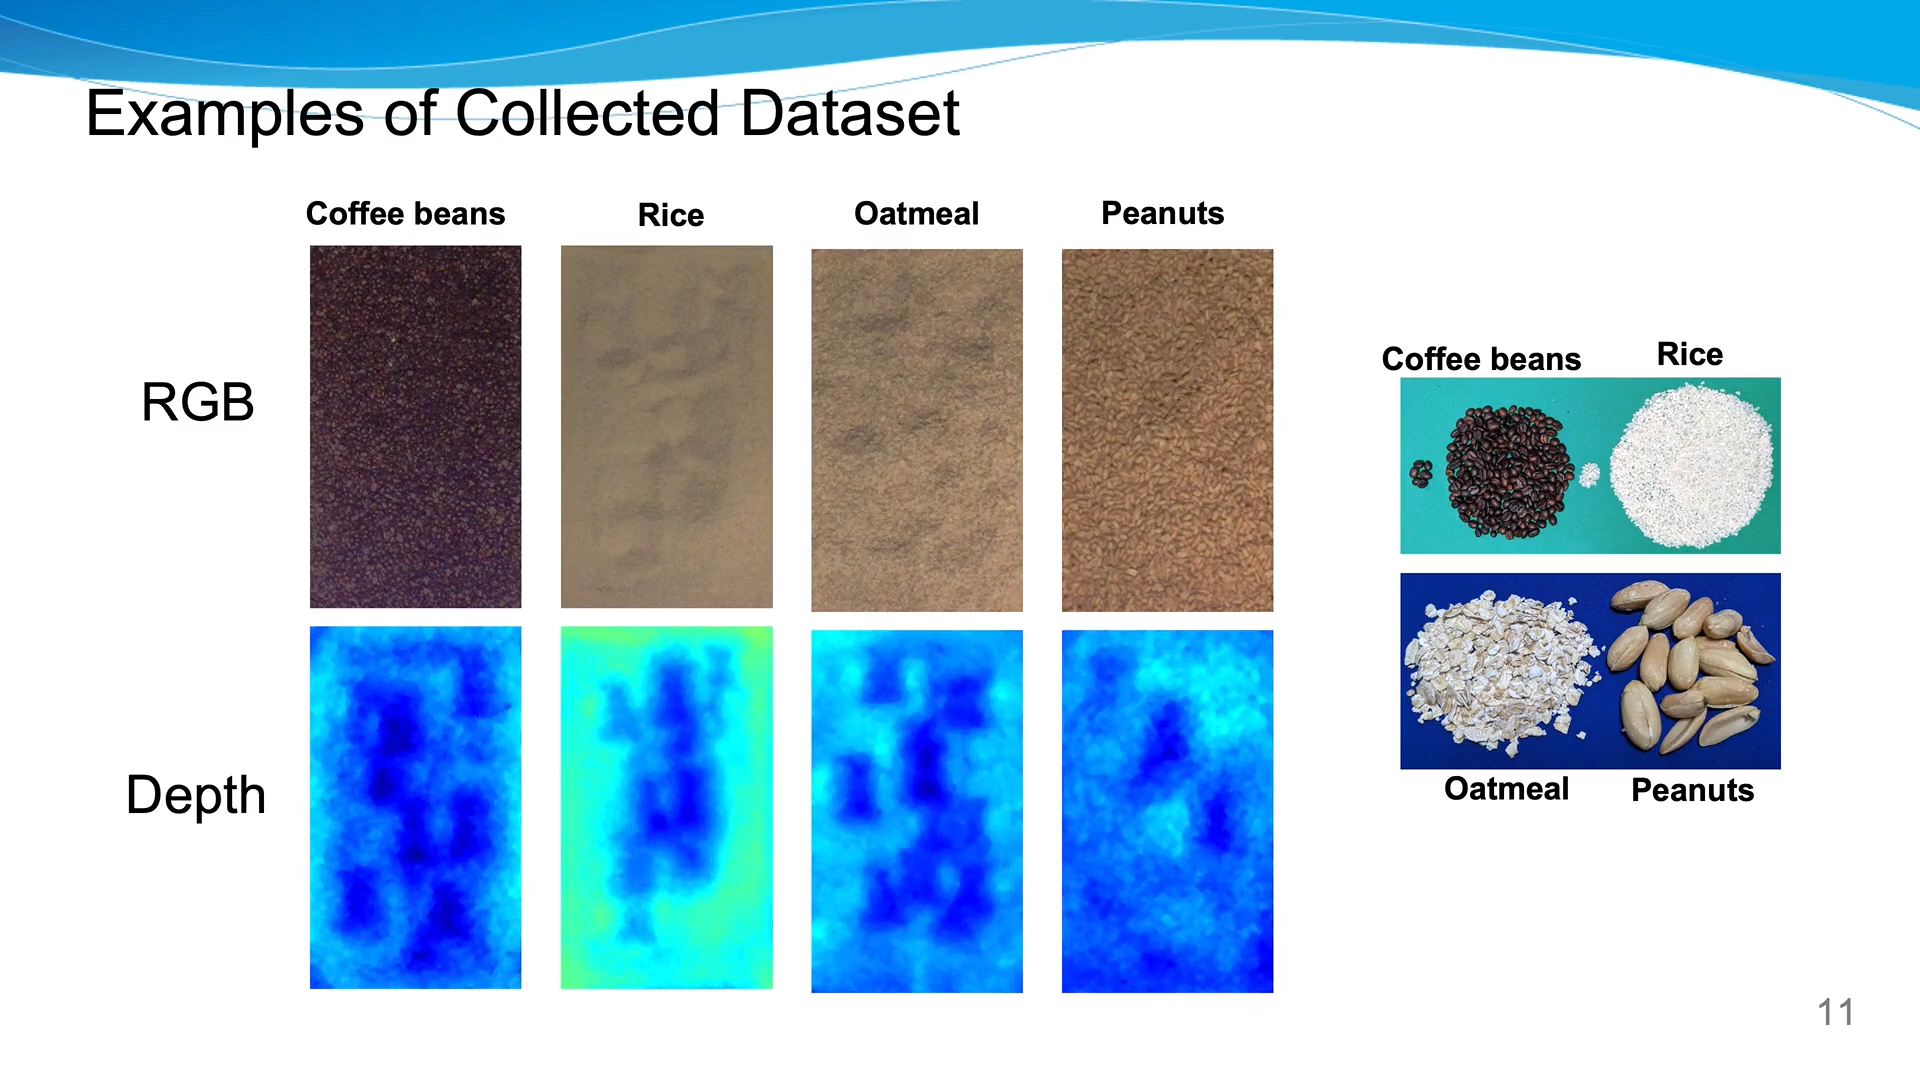 Examples of Collected Dataset
Coffee beans Rice Oatmeal Peanuts
RGB
Depth
Coffee beans Rice
Oatmeal Peanuts
11